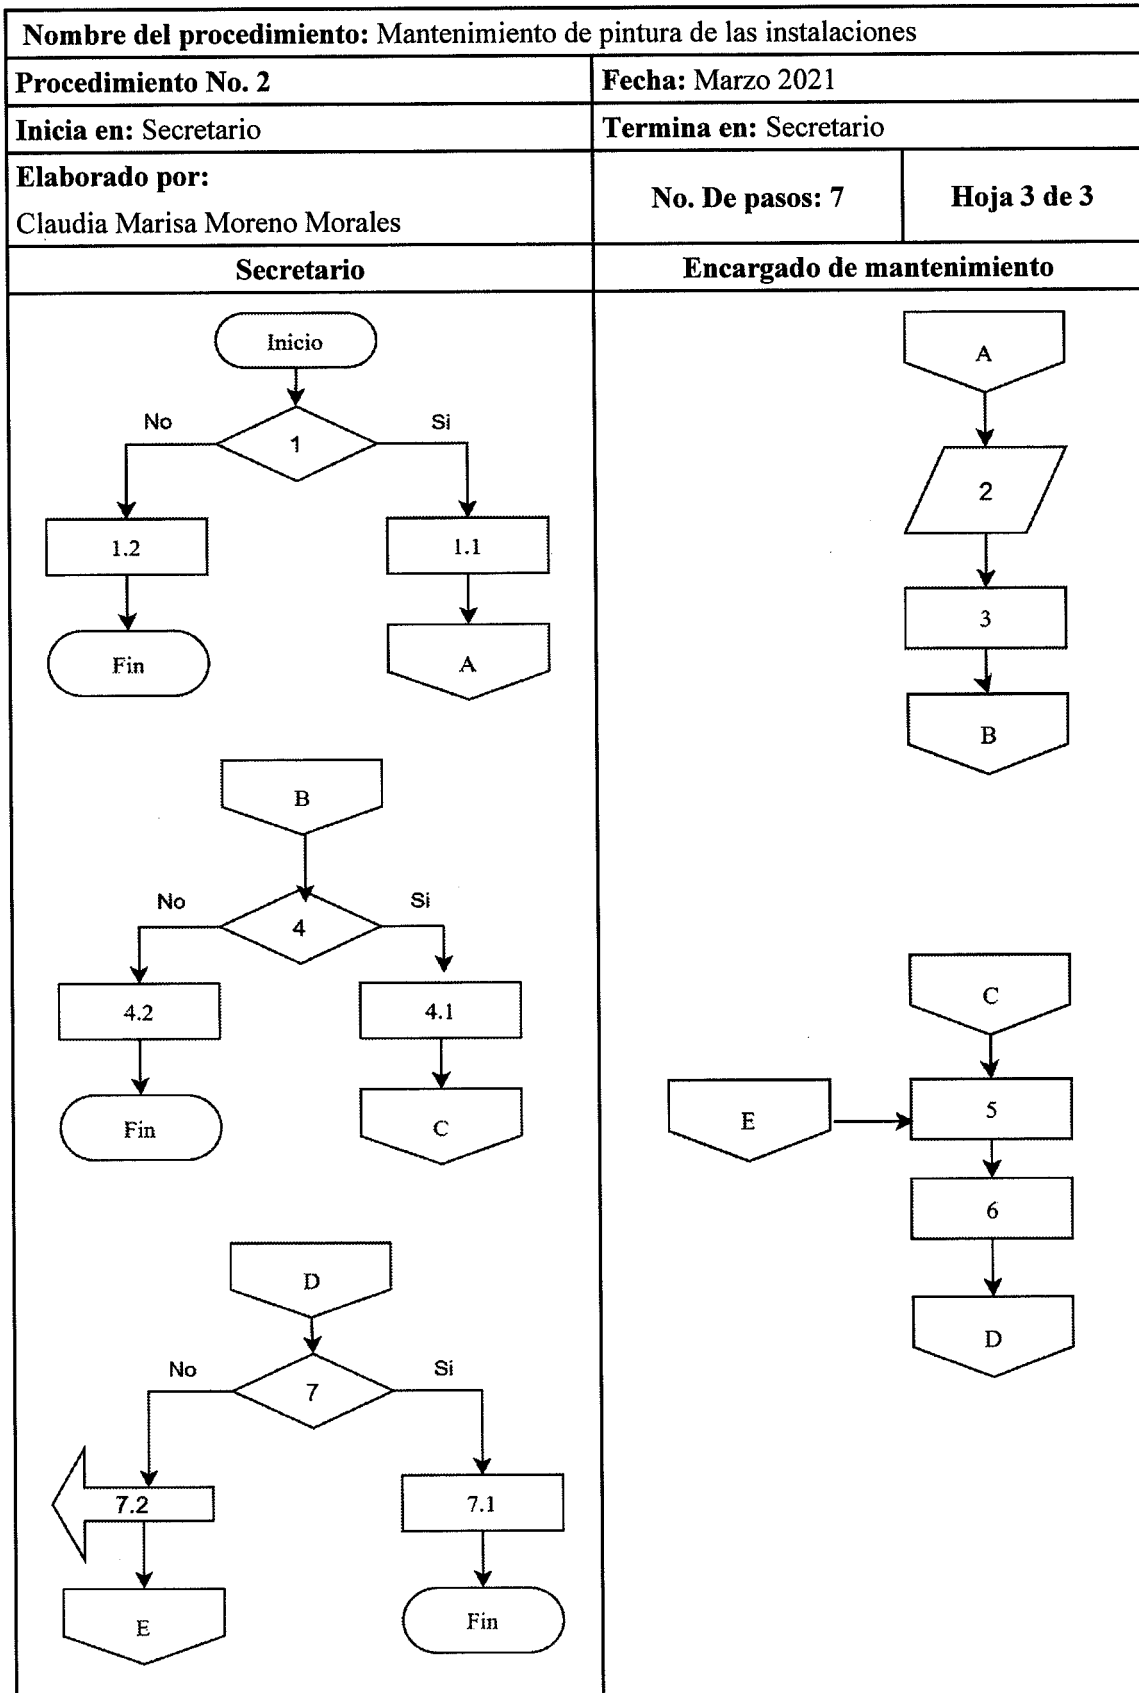 Nombre del procedimiento: Mantenimiento de pintura de las instalaciones
Procedimiento No. 2
Fecha: Marzo 2021
Inicia en: Secretario
Termina en: Secretario
Elaborado por:
Claudia Marisa Moreno Morales
No. De pasos: 7
Hoja 3 de 3
Secretario
Encargado de mantenimiento
Inicio
No
1
Si
1.2
1.1
Fin
A
B
No
4
Si
4.2
4.1
Fin
C
D
No
7
Si
7.2
7.1
E
Fin
A
2
3
B
C
E
5
6
D